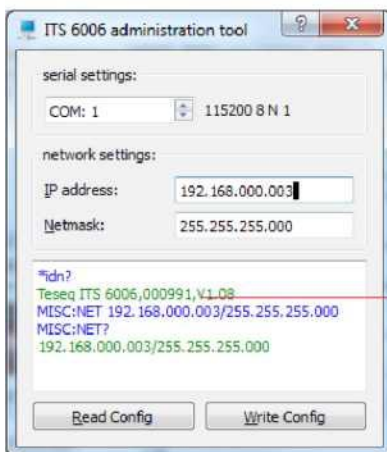 ITS 6006 administration tool
serial settings:
COM: 1 115200 8 N 1
network settings:
IP address: 192.168.000.003
Netmask: 255.255.255.000
*idn?
Teseq ITS 6006,000991,V1.08
MISC:NET 192.168.000.003/255.255.255.000
MISC:NET?
192.168.000.003/255.255.255.000
Read Config Write Config